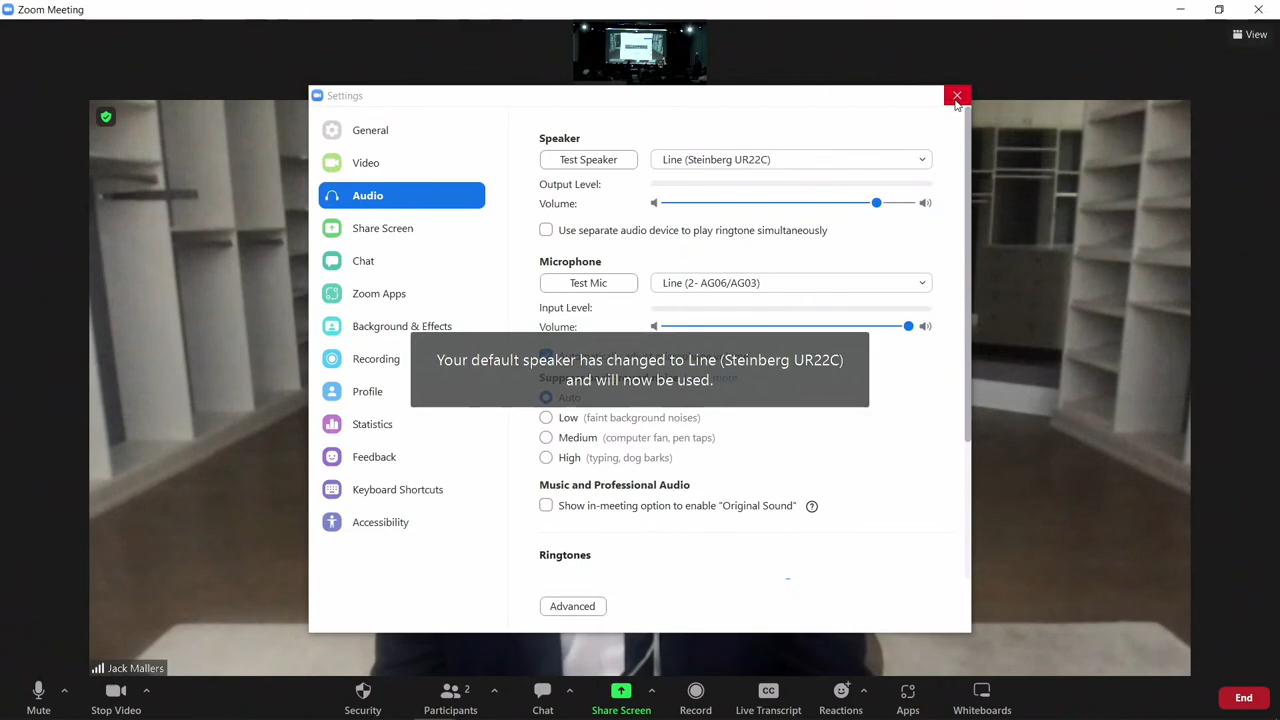 Zoom Meeting
View
Settings
General
Video
Audio
Share Screen
Chat
Zoom Apps
Background & Effects
Recording
Profile
Statistics
Feedback
Keyboard Shortcuts
Accessibility
Speaker
Test Speaker
Line (Steinberg UR22C)
Output Level:
Volume:
Use separate audio device to play ringtone simultaneously
Microphone
Test Mic
Line (2- AG06/AG03)
Input Level:
Volume:
Your default speaker has changed to Line (Steinberg UR22C)
and will now be used.
Auto
Low (faint background noises)
Medium (computer fan, pen taps)
High (typing, dog barks)
Music and Professional Audio
Show in-meeting option to enable "Original Sound"
Ringtones
Advanced
Jack Mallers
Mute
Stop Video
Security
Participants 2
Chat
Share Screen
Record
CC
Live Transcript
Reactions
Apps
Whiteboards
End